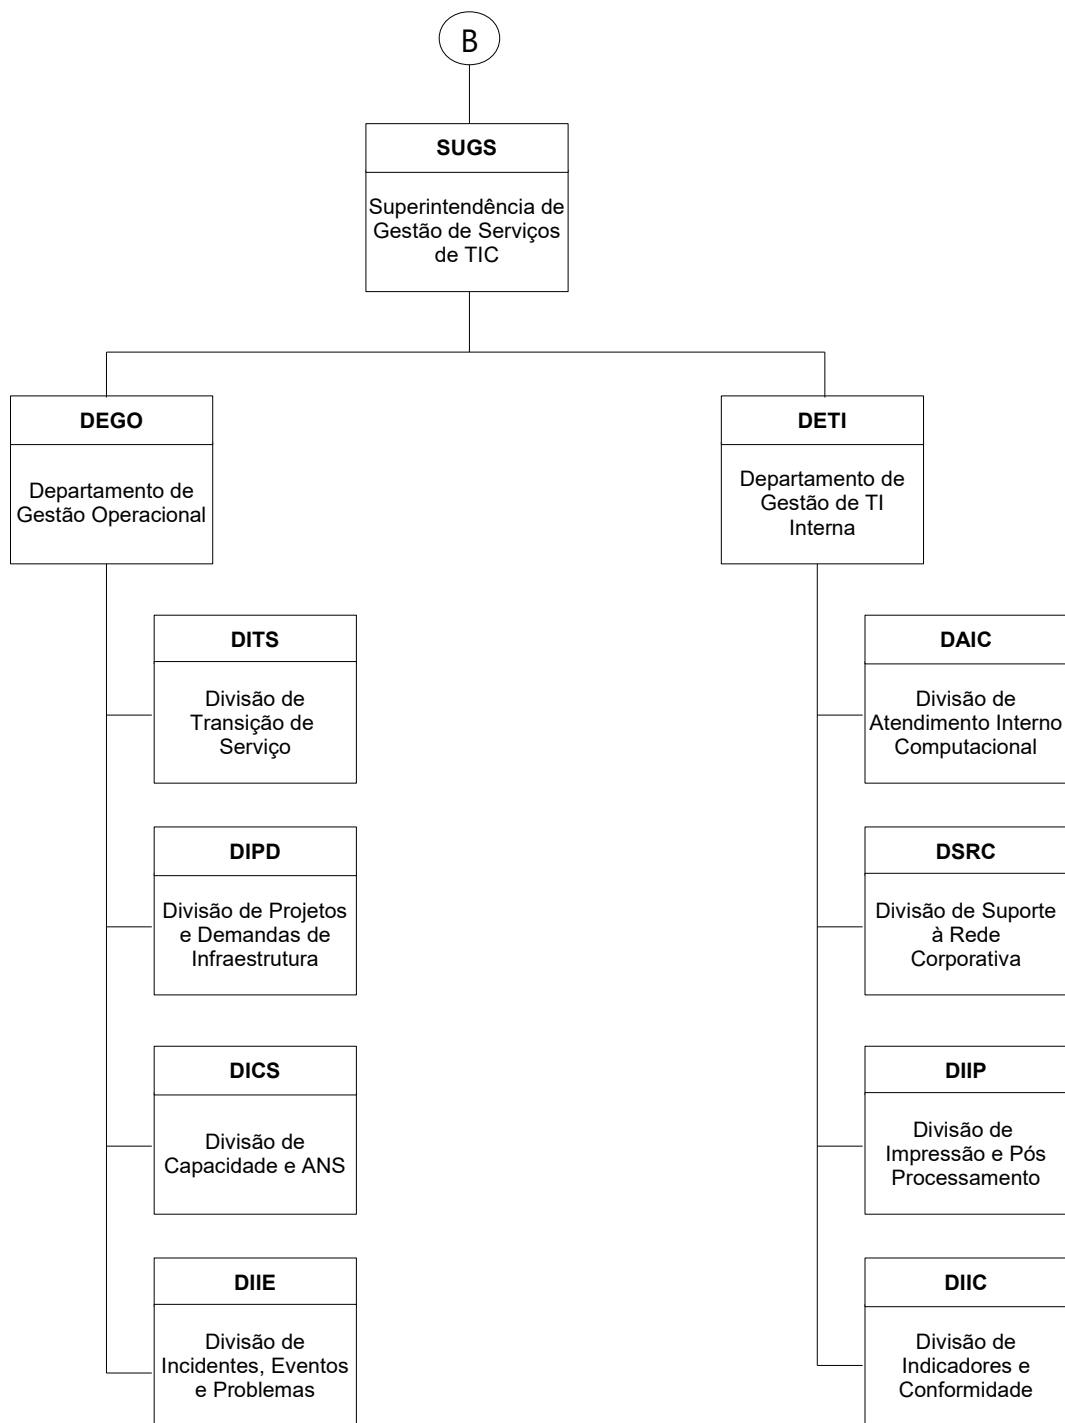 B
SUGS
Superintendência de
Gestão de Serviços
de TIC
DEGO
Departamento de
Gestão Operacional
DETI
Departamento de
Gestão de TI
Interna
DITS
Divisão de
Transição de
Serviço
DAIC
Divisão de
Atendimento Interno
Computacional
DIPD
Divisão de Projetos
e Demandas de
Infraestrutura
DSRC
Divisão de Suporte
à Rede
Corporativa
DICS
Divisão de
Capacidade e ANS
DIIP
Divisão de
Impressão e Pós
Processamento
DIIE
Divisão de
Incidentes, Eventos
e Problemas
DIIC
Divisão de
Indicadores e
Conformidade